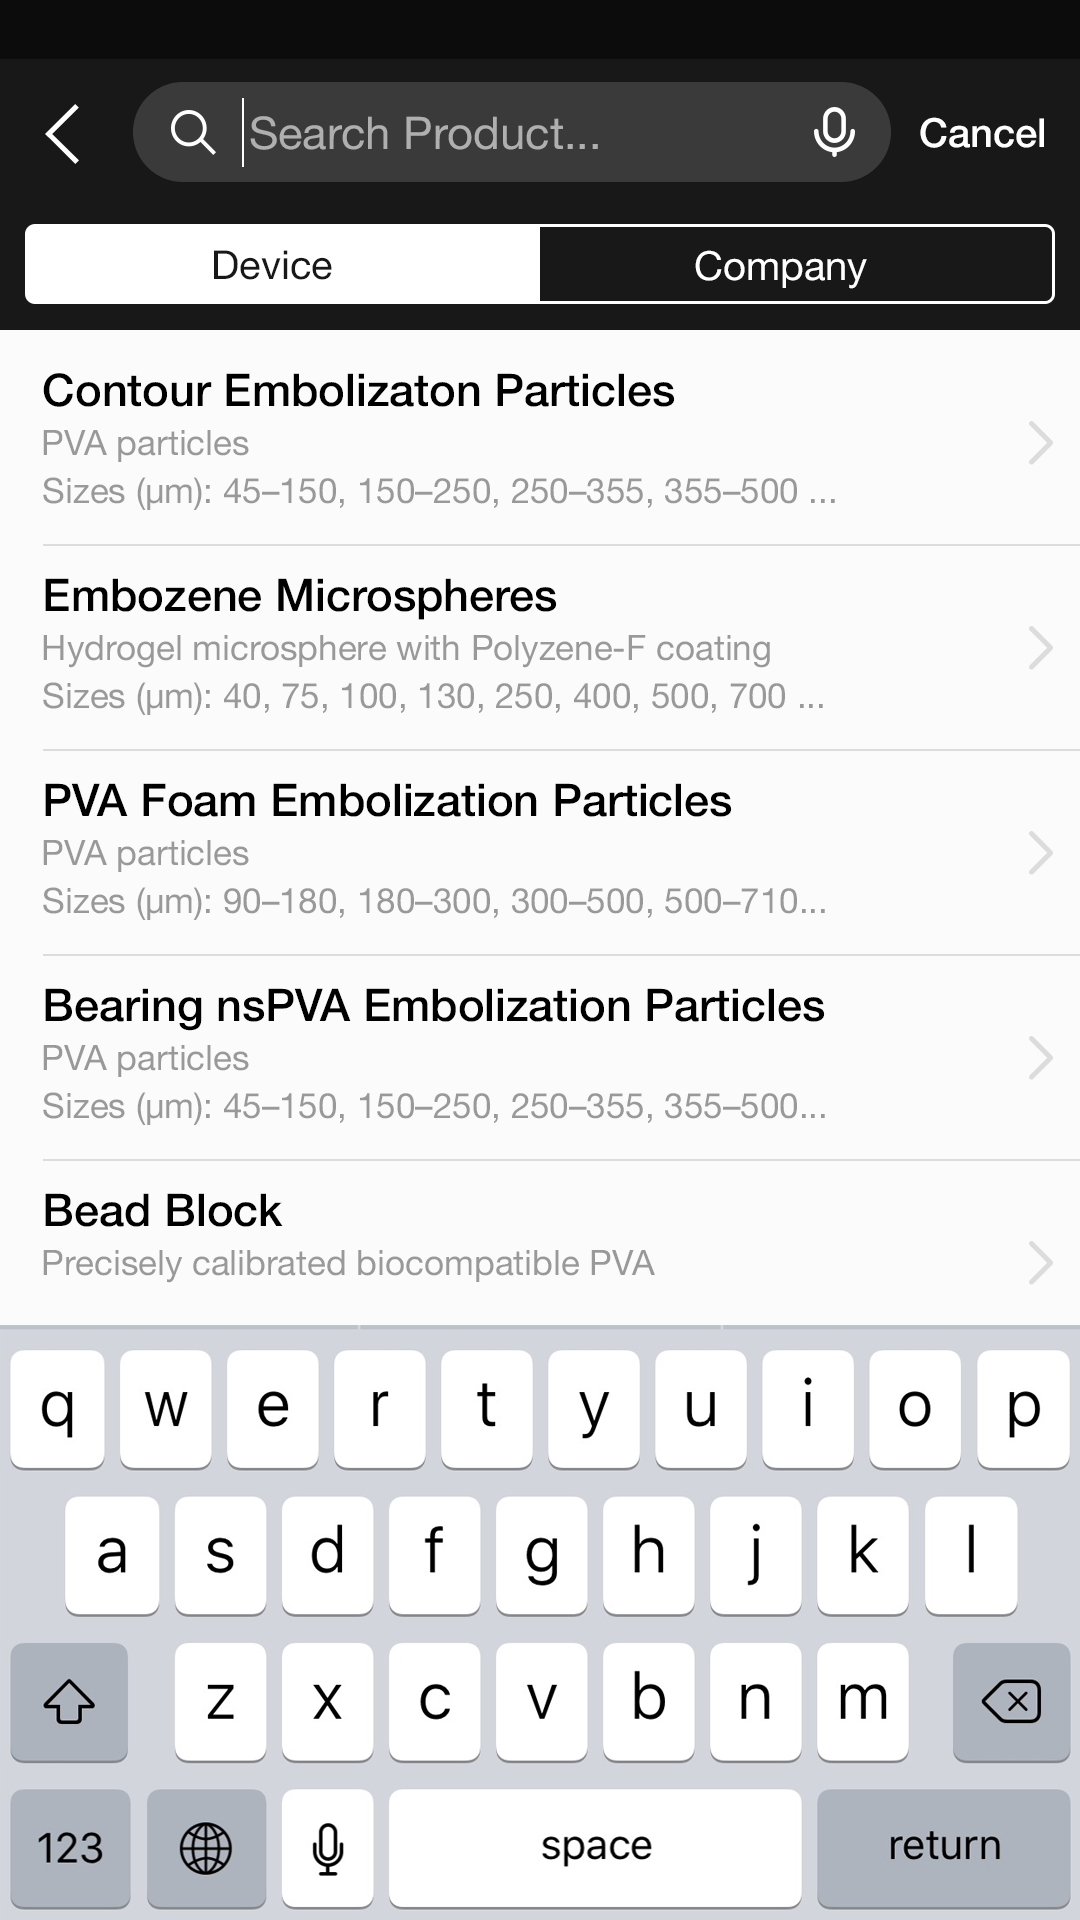 Search Product...
Cancel
Device
Company
Contour Embolizaton Particles
PVA particles
Sizes (µm): 45–150, 150–250, 250–355, 355–500 ...
Embozene Microspheres
Hydrogel microsphere with Polyzene-F coating
Sizes (µm): 40, 75, 100, 130, 250, 400, 500, 700 ...
PVA Foam Embolization Particles
PVA particles
Sizes (µm): 90–180, 180–300, 300–500, 500–710...
Bearing nsPVA Embolization Particles
PVA particles
Sizes (µm): 45–150, 150–250, 250–355, 355–500...
Bead Block
Precisely calibrated biocompatible PVA
q w e r t y u i o p
a s d f g h j k l
z x c v b n m
123 space return